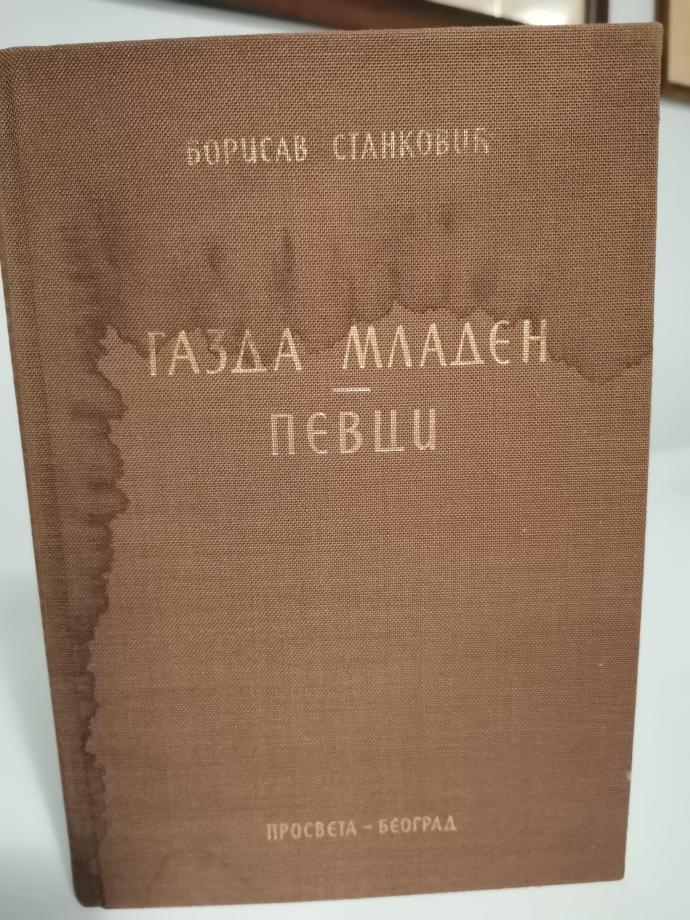 БОРИСАВ СТАНКОВИЋ
ГАЗДА МЛАДЕН
ПЕВЦИ
ПРОСВЕТА – БЕОГРАД